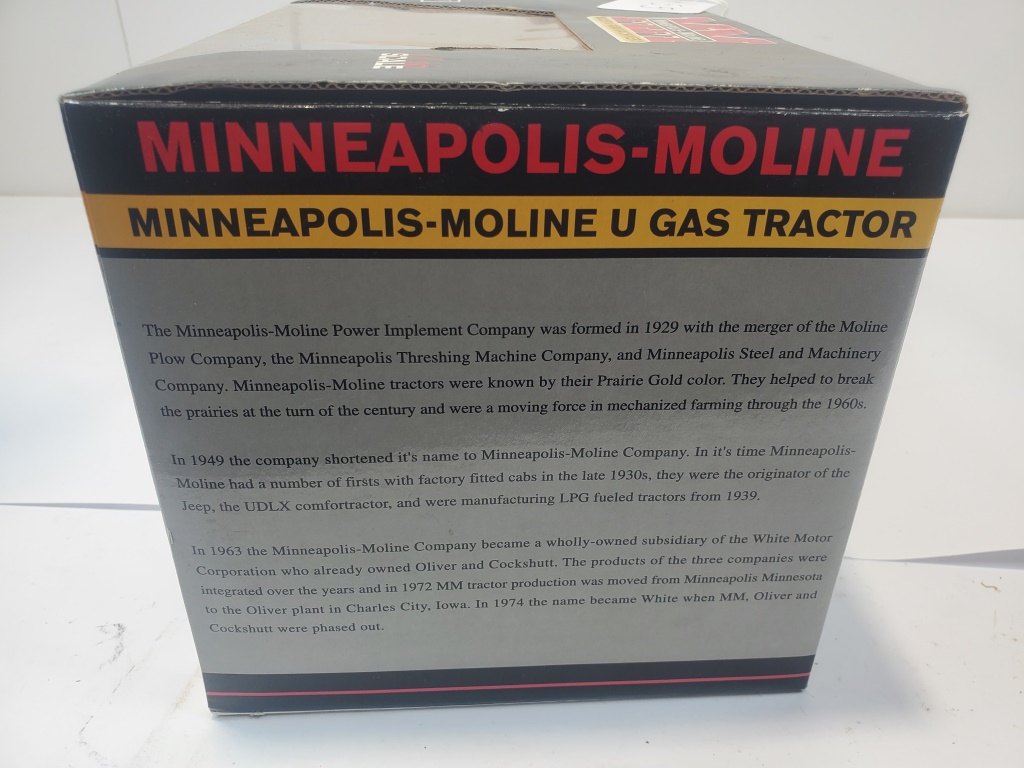 SCALE
MINNEAPOLIS-MOLINE
MINNEAPOLIS-MOLINE U GAS TRACTOR
The Minneapolis-Moline Power Implement Company was formed in 1929 with the merger of the Moline
Plow Company, the Minneapolis Threshing Machine Company, and Minneapolis Steel and Machinery
Company. Minneapolis-Moline tractors were known by their Prairie Gold color. They helped to break
the prairies at the turn of the century and were a moving force in mechanized farming through the 1960s.
In 1949 the company shortened it's name to Minneapolis-Moline Company. In it's time Minneapolis-
Moline had a number of firsts with factory fitted cabs in the late 1930s, they were the originator of the
Jeep, the UDLX comfortractor, and were manufacturing LPG fueled tractors from 1939.
In 1963 the Minneapolis-Moline Company became a wholly-owned subsidiary of the White Motor
Corporation who already owned Oliver and Cockshutt. The products of the three companies were
integrated over the years and in 1972 MM tractor production was moved from Minneapolis Minnesota
to the Oliver plant in Charles City, Iowa. In 1974 the name became White when MM, Oliver and
Cockshutt were phased out.